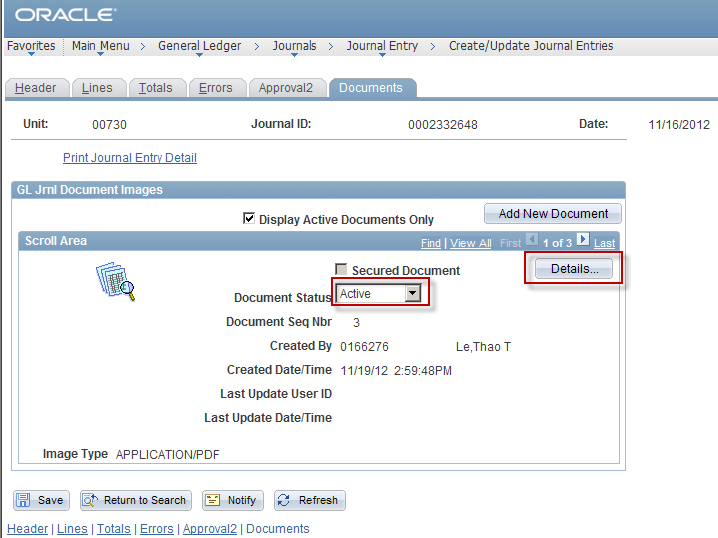 ORACLE
Favorites Main Menu > General Ledger > Journals > Journal Entry > Create/Update Journal Entries
Header Lines Totals Errors Approval2 Documents
Unit: 00730 Journal ID: 0002332648 Date: 11/16/2012
Print Journal Entry Detail
GL Jrnl Document Images
Display Active Documents Only Add New Document
Scroll Area Find | View All First 1 of 3 Last
Secured Document Details...
Document Status Active
Document Seq Nbr 3
Created By 0166276 Le,Thao T
Created Date/Time 11/19/12 2:59:48PM
Last Update User ID
Last Update Date/Time
Image Type APPLICATION/PDF
Save Return to Search Notify Refresh
Header | Lines | Totals | Errors | Approval2 | Documents